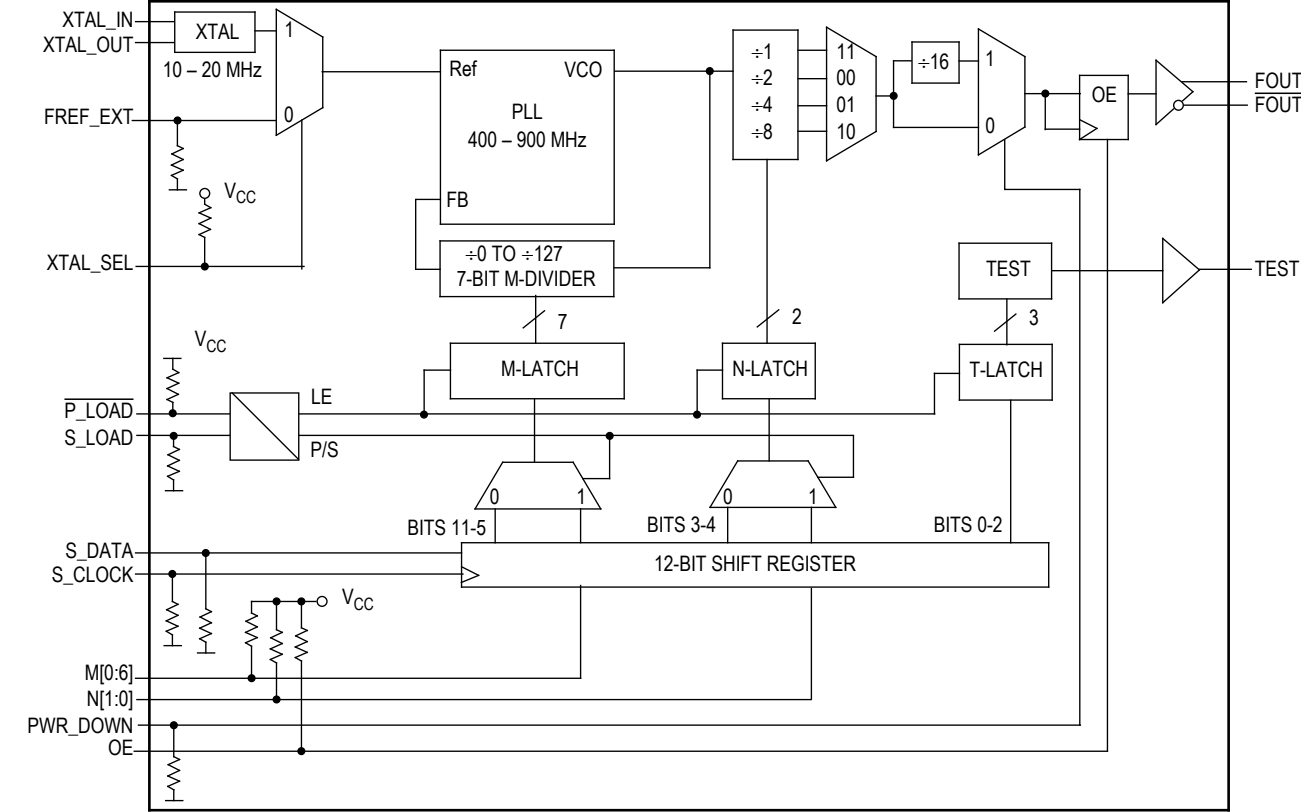 XTAL_IN
XTAL_OUT
XTAL
10 – 20 MHz
1
0
FREF_EXT
VCC
XTAL_SEL
Ref
VCO
PLL
400 – 900 MHz
FB
÷0 TO ÷127
7-BIT M-DIVIDER
÷1
÷2
÷4
÷8
11
00
01
10
÷16
1
0
OE
FOUT
FOUT
TEST
TEST
7
2
3
M-LATCH
N-LATCH
T-LATCH
VCC
P_LOAD
S_LOAD
LE
P/S
0
1
0
1
BITS 11-5
BITS 3-4
BITS 0-2
12-BIT SHIFT REGISTER
S_DATA
S_CLOCK
VCC
M[0:6]
N[1:0]
PWR_DOWN
OE